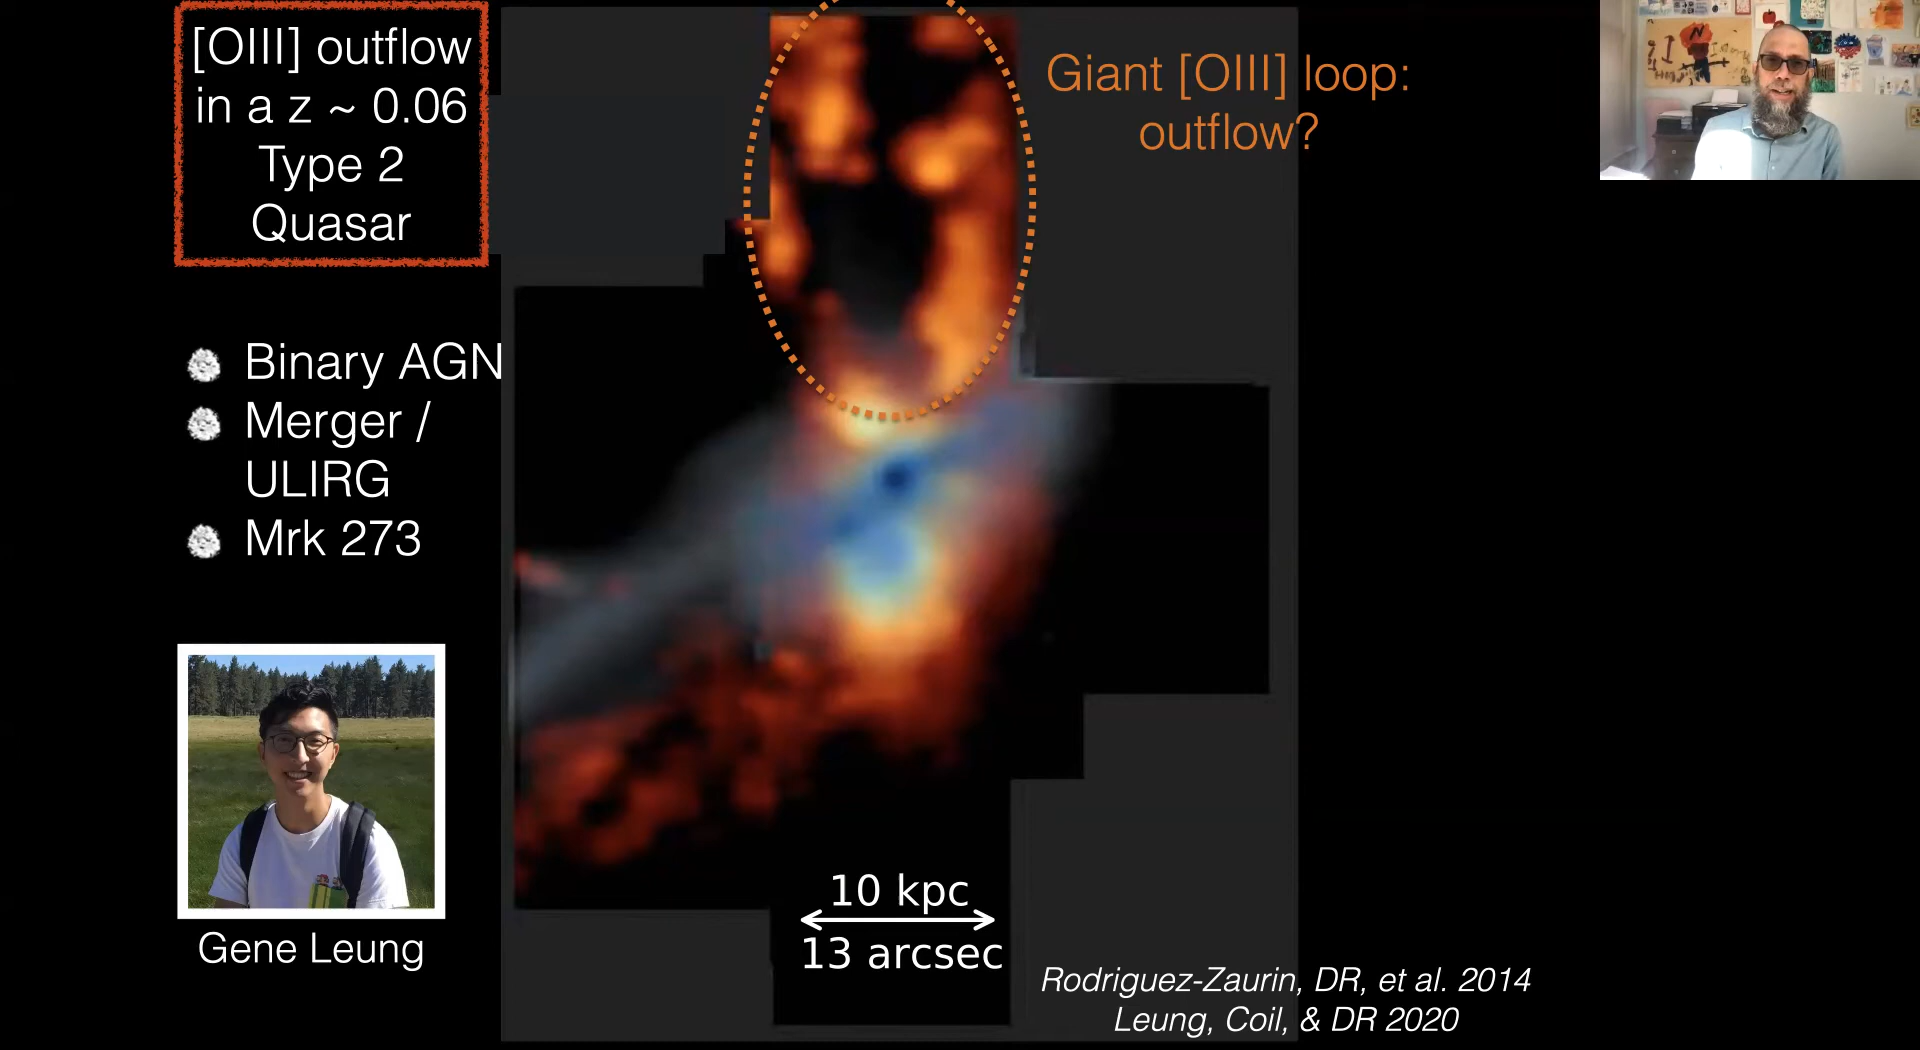 [OIII] outflow
in a z ~ 0.06
Type 2
Quasar
Giant [OIII] loop:
outflow?
Binary AGN
Merger /
ULIRG
Mrk 273
Gene Leung
10 kpc
13 arcsec
Rodriguez-Zaurin, DR, et al. 2014
Leung, Coil, & DR 2020